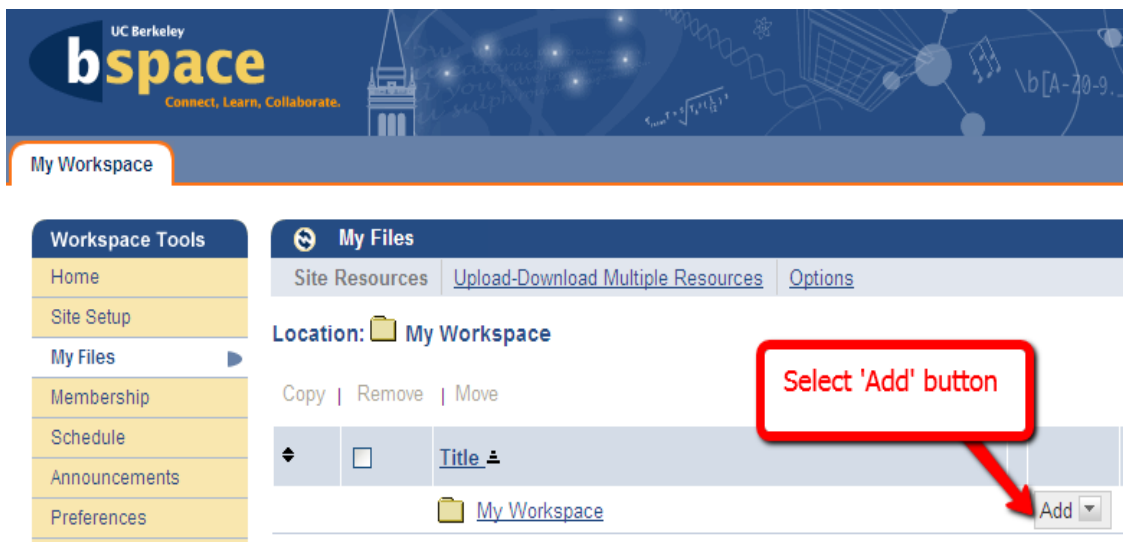 UC Berkeley
bspace
Connect, Learn, Collaborate.
\b[A-Z0-9._
My Workspace
Workspace Tools
Home
Site Setup
My Files
Membership
Schedule
Announcements
Preferences
My Files
Site Resources Upload-Download Multiple Resources Options
Location: My Workspace
Select 'Add' button
Copy | Remove | Move
Title
My Workspace
Add